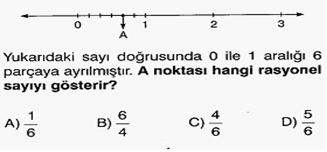 0 1 2 3
A
Yukarıdaki sayı doğrusunda 0 ile 1 aralığı 6
parçaya ayrılmıştır. A noktası hangi rasyonel
sayıyı gösterir?
A) 1/6 B) 6/4 C) 4/6 D) 5/6